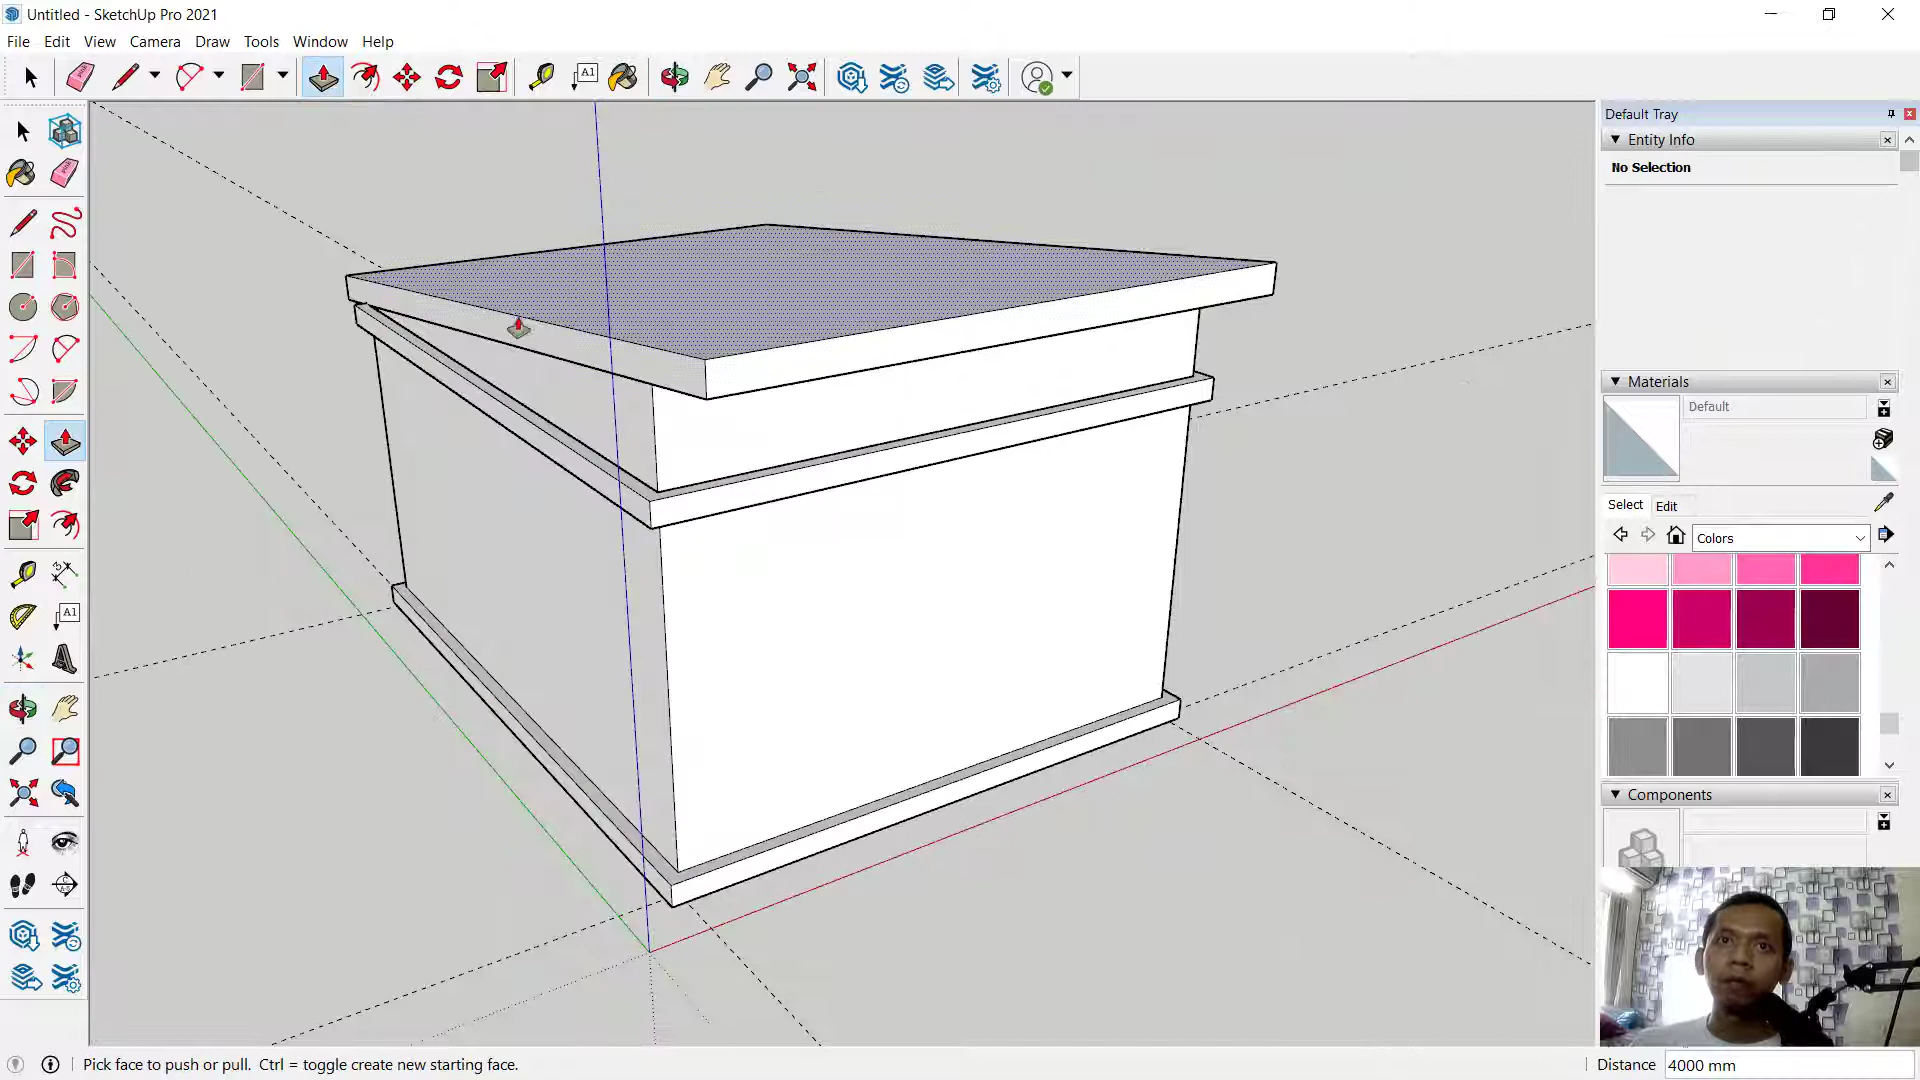 Untitled - SketchUp Pro 2021
File Edit View Camera Draw Tools Window Help
A1
Default Tray
Entity Info
No Selection
Materials
Default
A1
Select Edit
Colors
Components
Pick face to push or pull. Ctrl = toggle create new starting face.
Distance 4000 mm